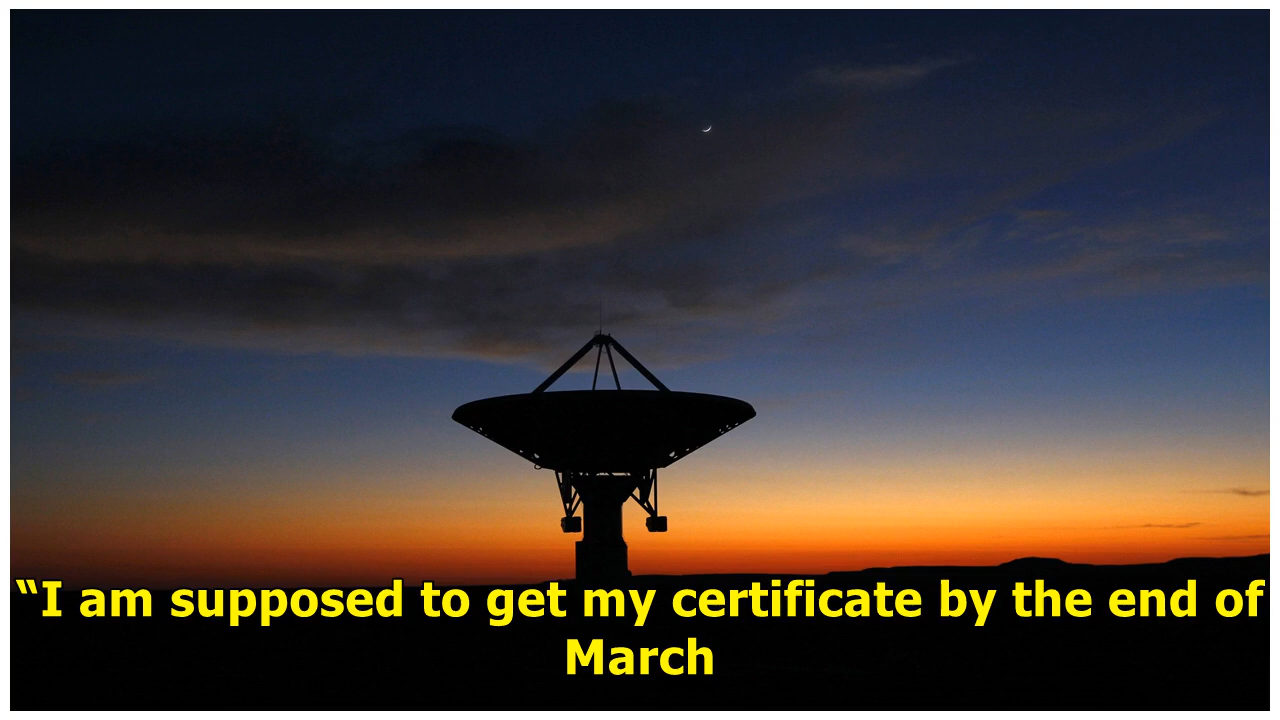 “I am supposed to get my certificate by the end of
March